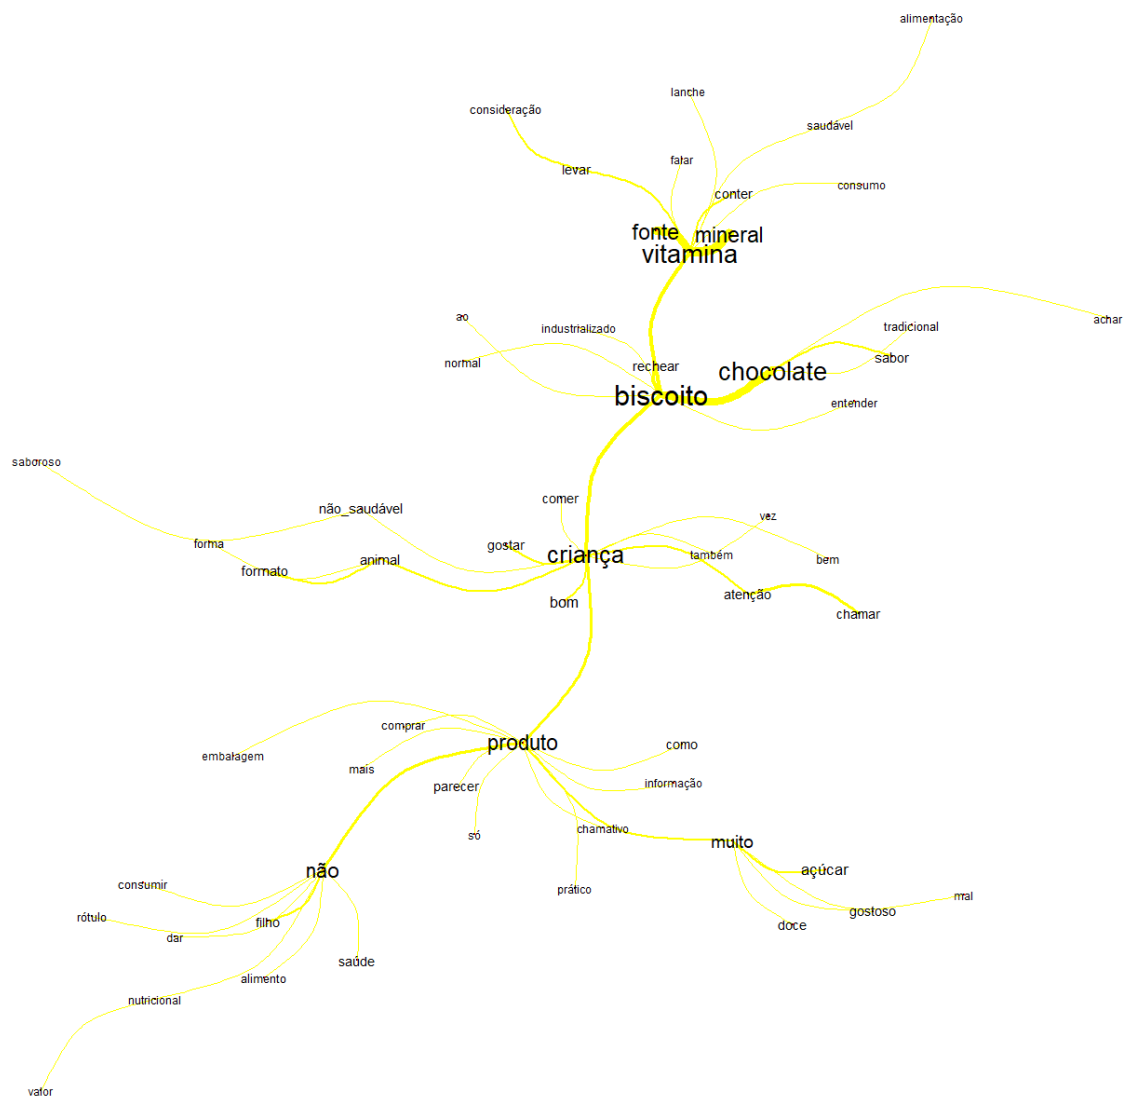 alimentação
lanche
consideração
saudável
falar
levar
consumo
conter
fonte
mineral
vitamina
ao
achar
industrializado
tradicional
normal
sabor
rechear
chocolate
biscoito
entender
saboroso
comer
não_saudável
vez
forma
gostar
criança
também
animal
bem
formato
bom
atenção
chamar
comprar
produto
como
embalagem
mais
informação
parecer
só
chamativo
muito
não
açúcar
consumir
prático
mal
rótulo
filho
gostoso
doce
dar
saúde
alimento
nutricional
valor